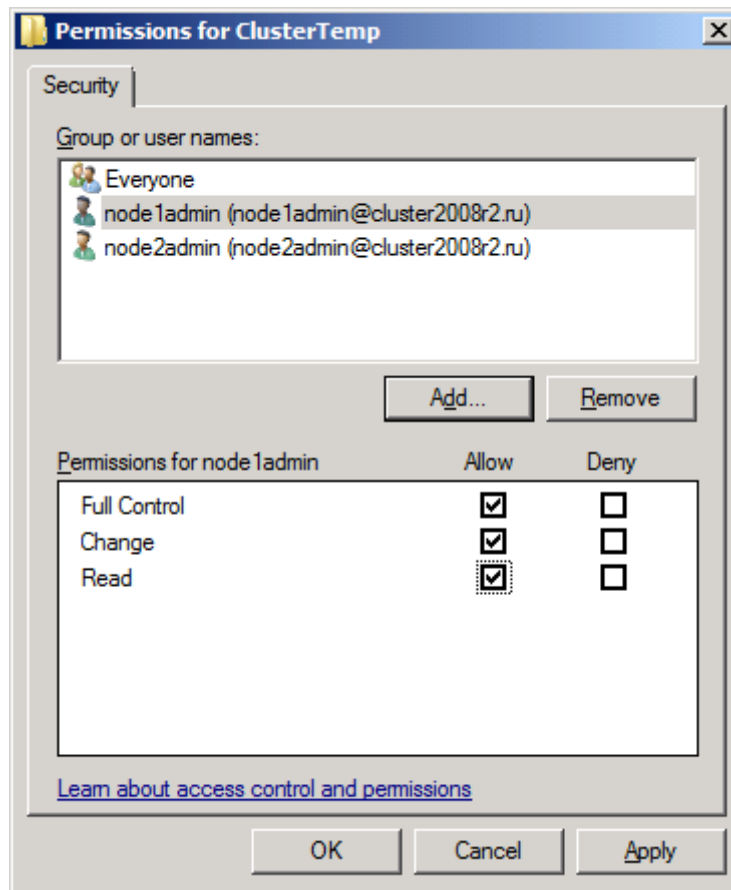 Permissions for ClusterTemp
Security
Group or user names:
Everyone
node1admin (node1admin@cluster2008r2.ru)
node2admin (node2admin@cluster2008r2.ru)
Add...
Remove
Permissions for node1admin Allow Deny
Full Control
Change
Read
Learn about access control and permissions
OK Cancel Apply